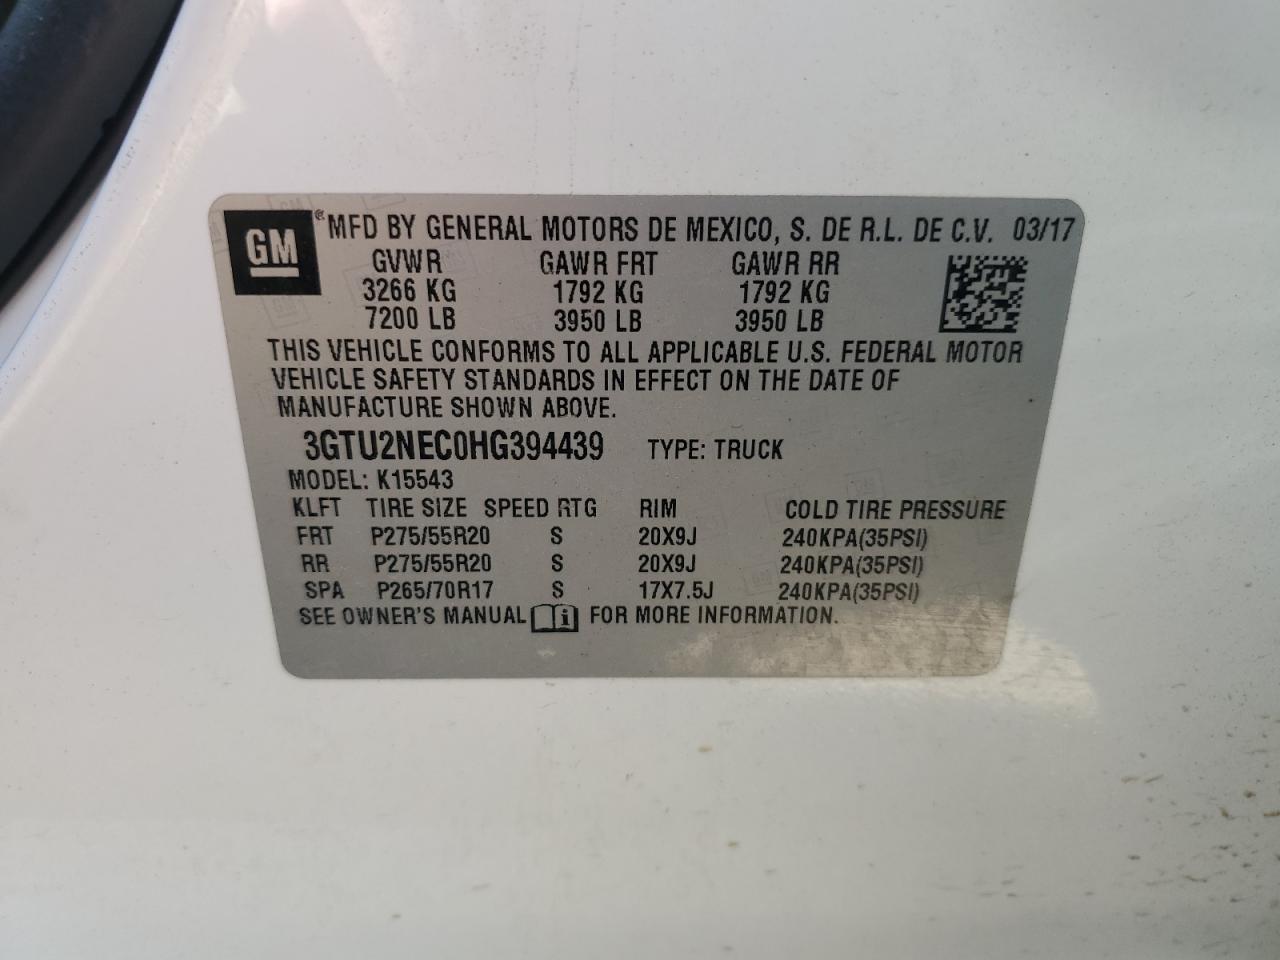 GM ® MFD BY GENERAL MOTORS DE MEXICO, S. DE R.L. DE C.V. 03/17
GVWR GAWR FRT GAWR RR
3266 KG 1792 KG 1792 KG
7200 LB 3950 LB 3950 LB
THIS VEHICLE CONFORMS TO ALL APPLICABLE U.S. FEDERAL MOTOR
VEHICLE SAFETY STANDARDS IN EFFECT ON THE DATE OF
MANUFACTURE SHOWN ABOVE.
3GTU2NEC0HG394439 TYPE: TRUCK
MODEL: K15543
KLFT TIRE SIZE SPEED RTG RIM COLD TIRE PRESSURE
FRT P275/55R20 S 20X9J 240KPA(35PSI)
RR P275/55R20 S 20X9J 240KPA(35PSI)
SPA P265/70R17 S 17X7.5J 240KPA(35PSI)
SEE OWNER'S MANUAL i FOR MORE INFORMATION.